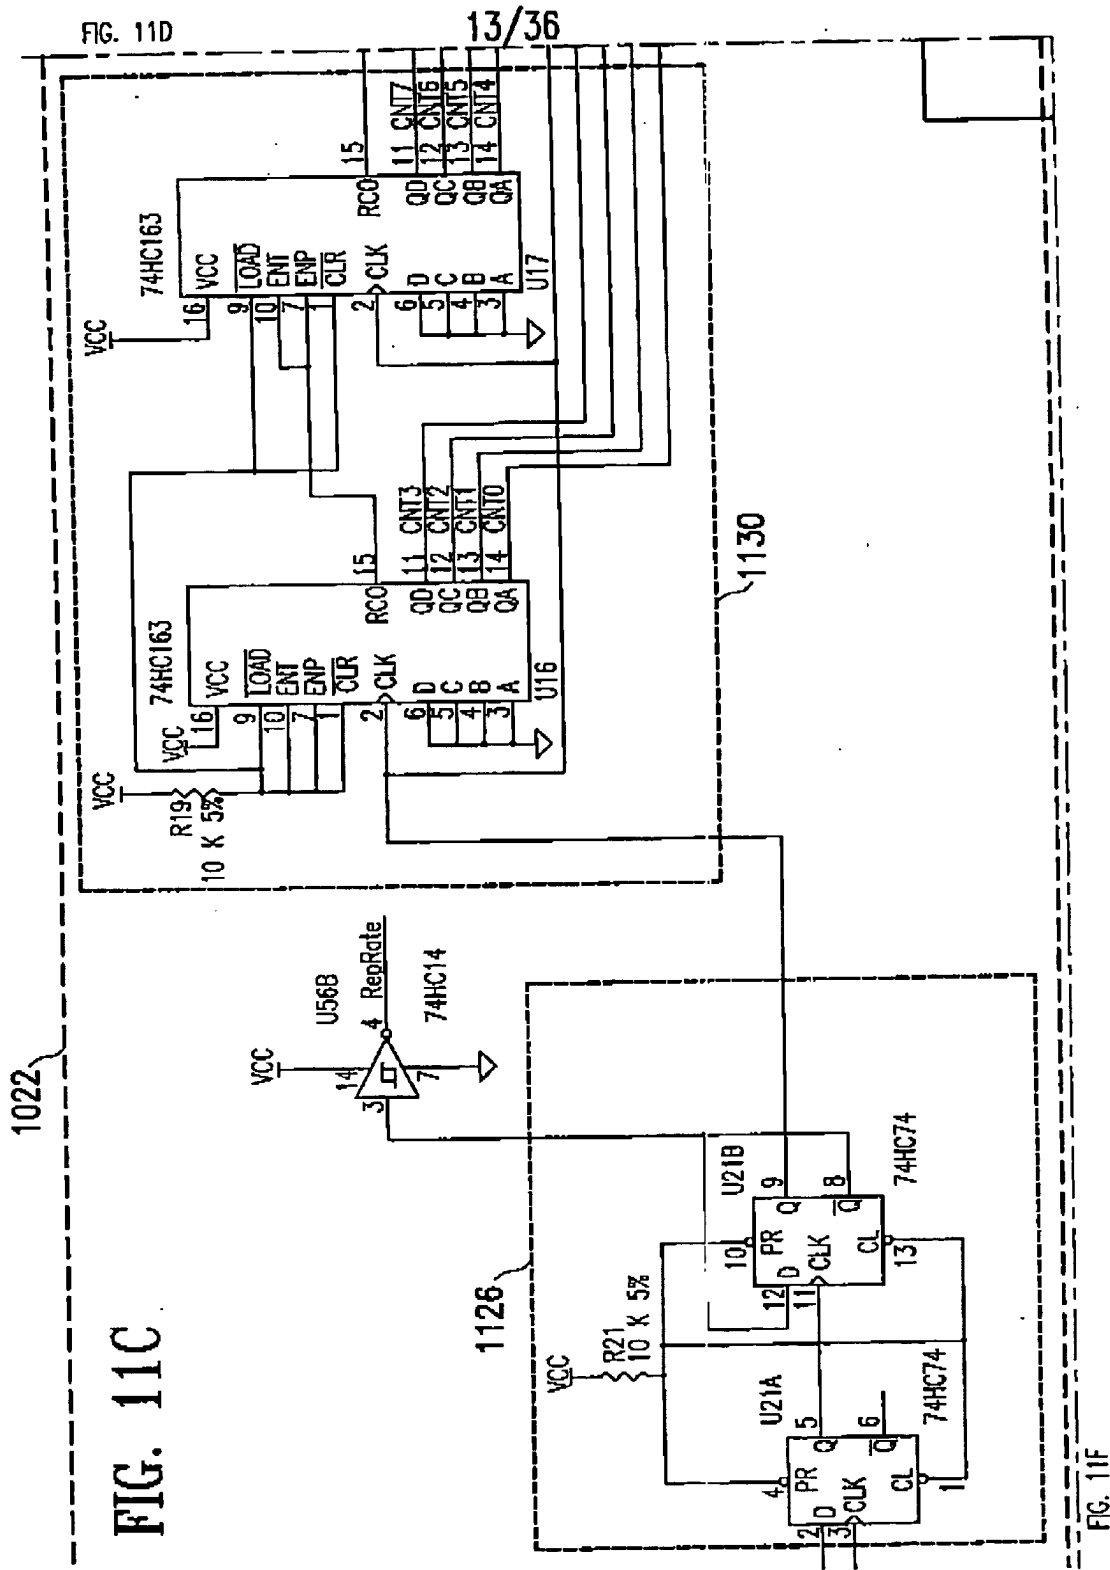 FIG. 11D
13/36
1022
FIG. 11C
VCC
R19
10 K 5%
VCC
74HC163
16 VCC
9 LOAD
10 ENT
7 ENP
1 CLR
2 CLK
6 D
5 C
4 B
3 A
U16
RCO 15
QD 11 CNT3
QC 12 CNT2
QB 13 CNT1
QA 14 CNT0
VCC
74HC163
16 VCC
9 LOAD
10 ENT
7 ENP
1 CLR
2 CLK
6 D
5 C
4 B
3 A
U17
RCO 15
QD 11 CNT7
QC 12 CNT6
QB 13 CNT5
QA 14 CNT4
1130
VCC
U56B
14
3
4 RepRate
7
74HC14
1126
VCC
R21
10 K 5%
U21A
4
PR
2 D
3 CLK
Q 5
Q 6
CL
1
74HC74
U21B
10
PR
12 D
11 CLK
Q 9
Q 8
CL
13
74HC74
FIG. 11F